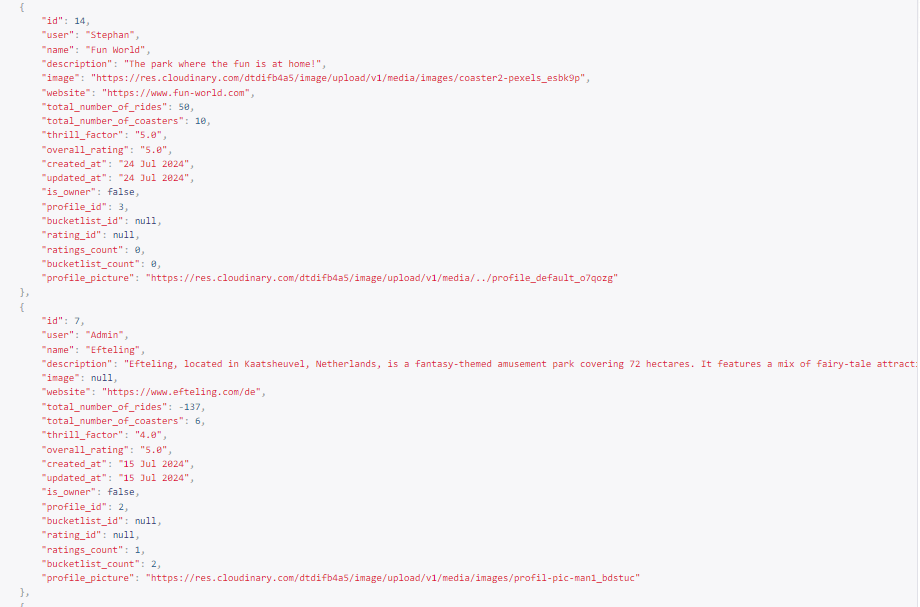 {
"id": 14,
"user": "Stephan",
"name": "Fun World",
"description": "The park where the fun is at home!",
"image": "https://res.cloudinary.com/dtdifb4a5/image/upload/v1/media/images/coaster2-pexels_esbk9p",
"website": "https://www.fun-world.com",
"total_number_of_rides": 50,
"total_number_of_coasters": 10,
"thrill_factor": "5.0",
"overall_rating": "5.0",
"created_at": "24 Jul 2024",
"updated_at": "24 Jul 2024",
"is_owner": false,
"profile_id": 3,
"bucketlist_id": null,
"rating_id": null,
"ratings_count": 0,
"bucketlist_count": 0,
"profile_picture": "https://res.cloudinary.com/dtdifb4a5/image/upload/v1/media/../profile_default_o7qozg"
},
{
"id": 7,
"user": "Admin",
"name": "Efteling",
"description": "Efteling, located in Kaatsheuvel, Netherlands, is a fantasy-themed amusement park covering 72 hectares. It features a mix of fairy-tale attract
"image": null,
"website": "https://www.efteling.com/de",
"total_number_of_rides": -137,
"total_number_of_coasters": 6,
"thrill_factor": "4.0",
"overall_rating": "5.0",
"created_at": "15 Jul 2024",
"updated_at": "15 Jul 2024",
"is_owner": false,
"profile_id": 2,
"bucketlist_id": null,
"rating_id": null,
"ratings_count": 1,
"bucketlist_count": 2,
"profile_picture": "https://res.cloudinary.com/dtdifb4a5/image/upload/v1/media/images/profil-pic-man1_bdstuc"
},
{